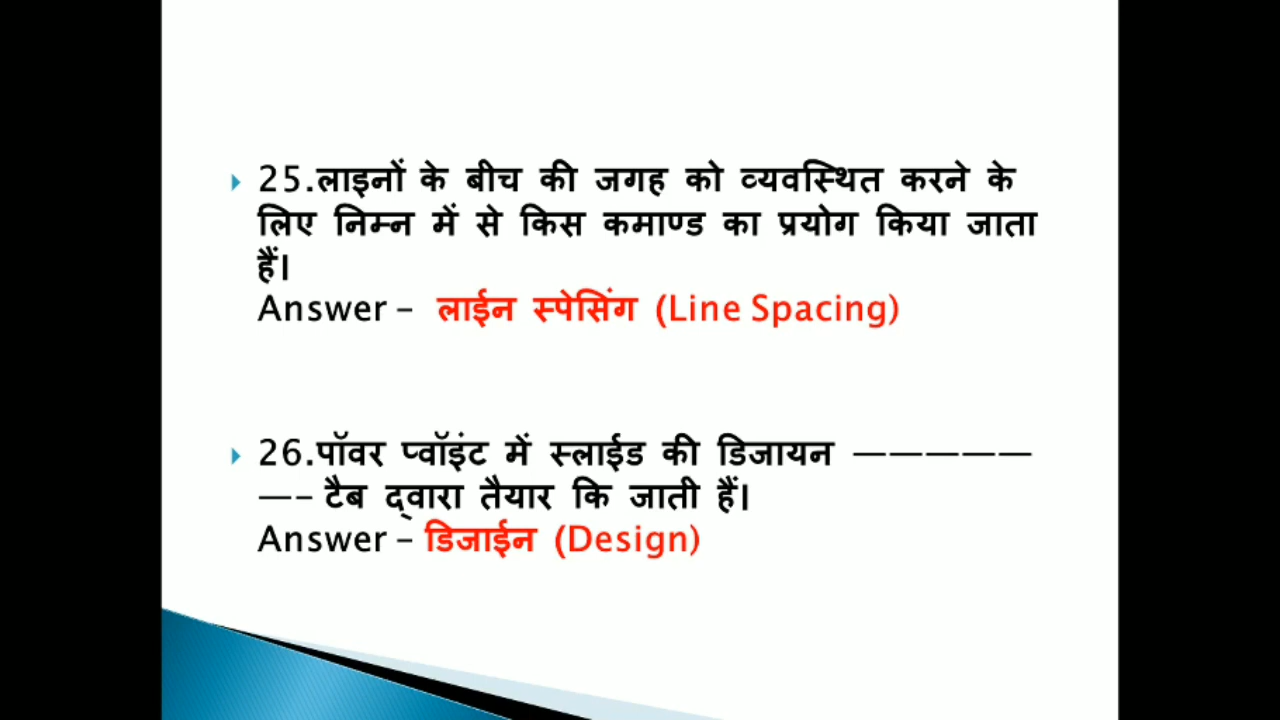 25.लाइनों के बीच की जगह को व्यवस्थित करने के
लिए निम्न में से किस कमाण्ड का प्रयोग किया जाता
हैं।
Answer – लाईन स्पेसिंग (Line Spacing)
26.पॉवर प्वॉइंट में स्लाईड की डिजायन —————
—– टैब द्वारा तैयार कि जाती हैं।
Answer – डिजाईन (Design)